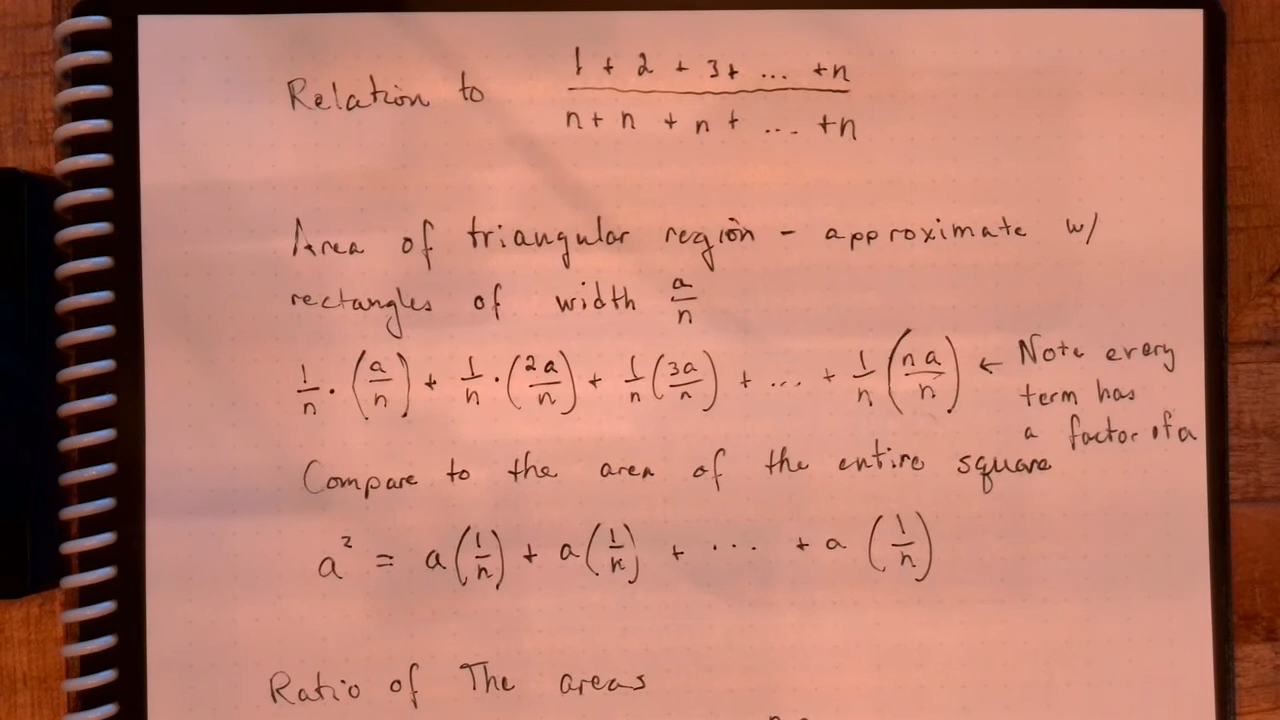 Relation to (1 + 2 + 3 + ... + n) / (n + n + n + ... + n)
Area of triangular region - approximate w/
rectangles of width a/n
1/n · (a/n) + 1/n · (2a/n) + 1/n (3a/n) + ... + 1/n (na/n) ← Note every
term has
a factor of a
Compare to the area of the entire square
a² = a(1/n) + a(1/n) + ... + a (1/n)
Ratio of The areas